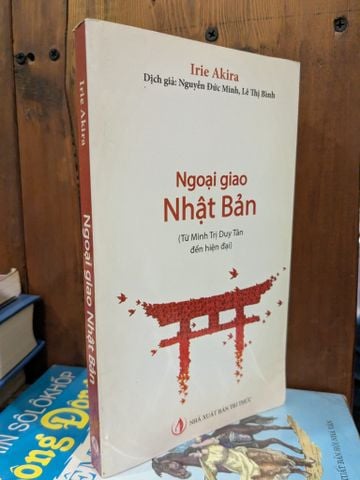 Irie Akira
Dịch giả: Nguyễn Đức Minh, Lê Thị Bình
Ngoại giao
Nhật Bản
(Từ Minh Trị Duy Tân
đến hiện đại)
NHÀ XUẤT BẢN TRI THỨC
Irie Akira
Ngoại giao Nhật Bản